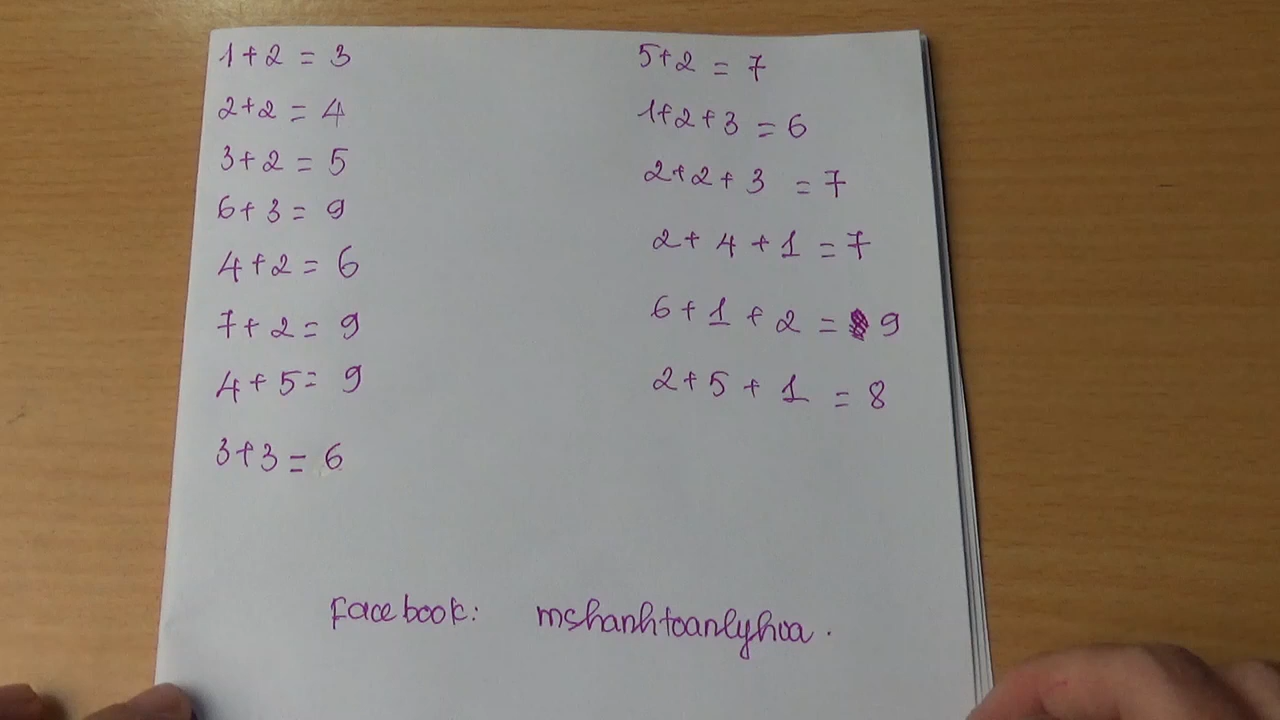 1+2 = 3
2+2 = 4
3+2 = 5
6+3 = 9
4+2 = 6
7+2 = 9
4+5 = 9
3+3 = 6
5+2 = 7
1+2+3 = 6
2+2+3 = 7
2+4+1 = 7
6+1+2 = 9
2+5+1 = 8
Facebook: mshanhtoanlyhoa.